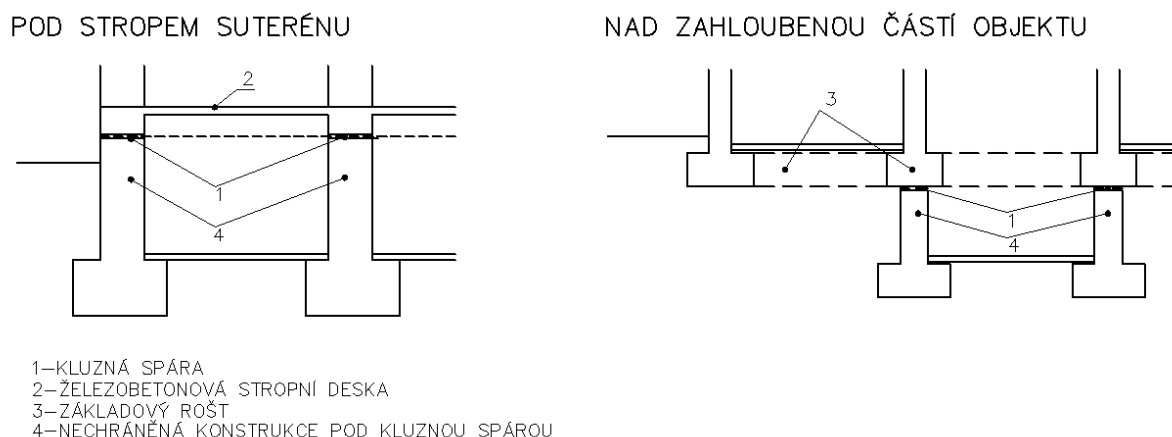 POD STROPEM SUTERÉNU
2
1
4
NAD ZAHLOUBENOU ČÁSTÍ OBJEKTU
3
1
4
1–KLUZNÁ SPÁRA
2–ŽELEZOBETONOVÁ STROPNÍ DESKA
3–ZÁKLADOVÝ ROŠT
4–NECHRÁNĚNÁ KONSTRUKCE POD KLUZNOU SPÁROU